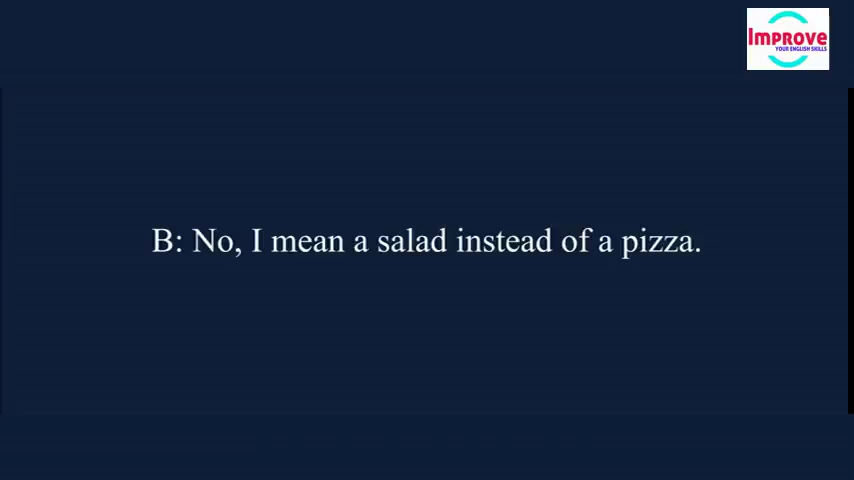 Improve
YOUR ENGLISH SKILLS
B: No, I mean a salad instead of a pizza.